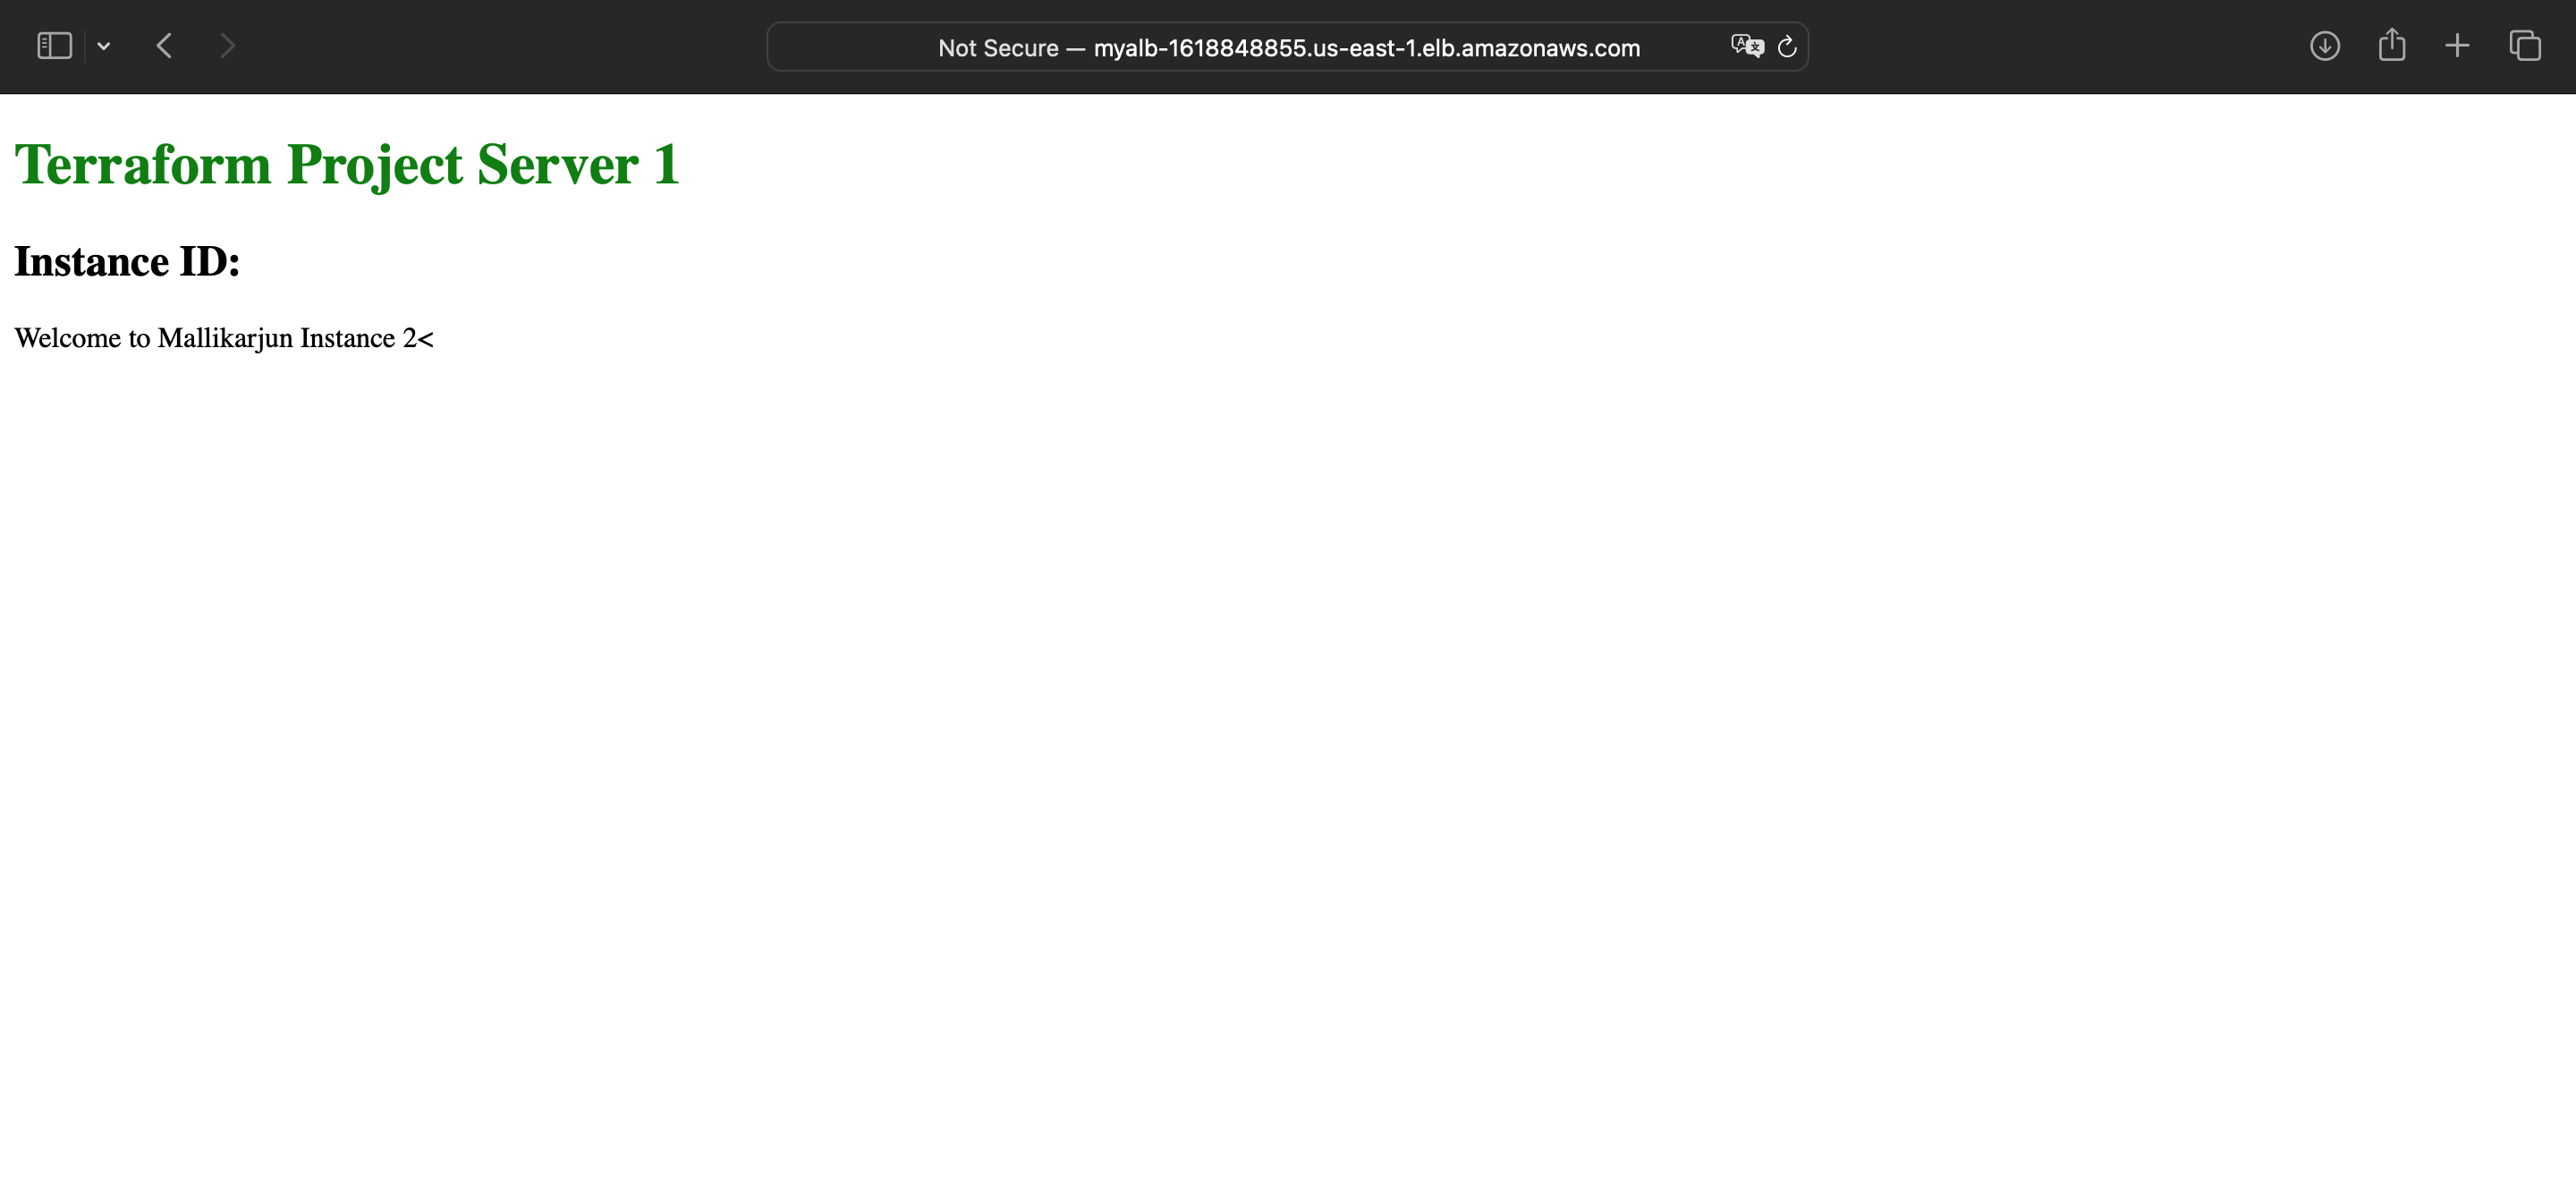 Not Secure — myalb-1618848855.us-east-1.elb.amazonaws.com
Terraform Project Server 1
Instance ID:
Welcome to Mallikarjun Instance 2<